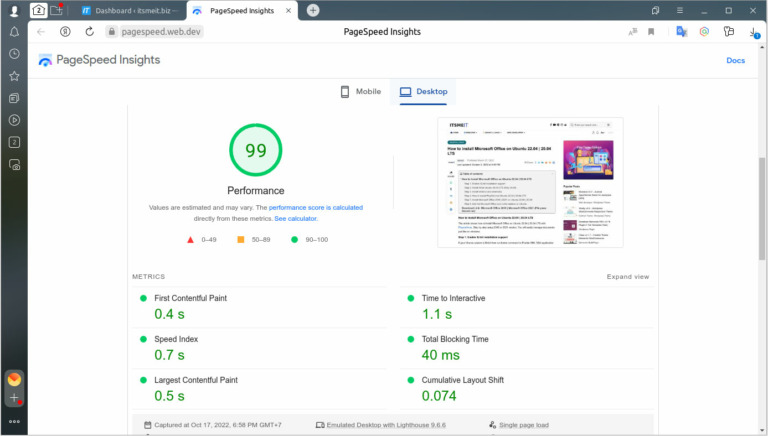 2
Dashboard ‹ itsmeit.biz —
PageSpeed Insights
pagespeed.web.dev
PageSpeed Insights
PageSpeed Insights
Docs
Mobile
Desktop
99
Performance
Values are estimated and may vary. The performance score is calculated
directly from these metrics. See calculator.
0–49
50–89
90–100
ITSMEIT
How to Install Microsoft Office on Ubuntu 22.04 | 20.04
LTS
METRICS
Expand view
First Contentful Paint
0.4 s
Time to Interactive
1.1 s
Speed Index
0.7 s
Total Blocking Time
40 ms
Largest Contentful Paint
0.5 s
Cumulative Layout Shift
0.074
Captured at Oct 17, 2022, 6:58 PM GMT+7
Emulated Desktop with Lighthouse 9.6.6
Single page load